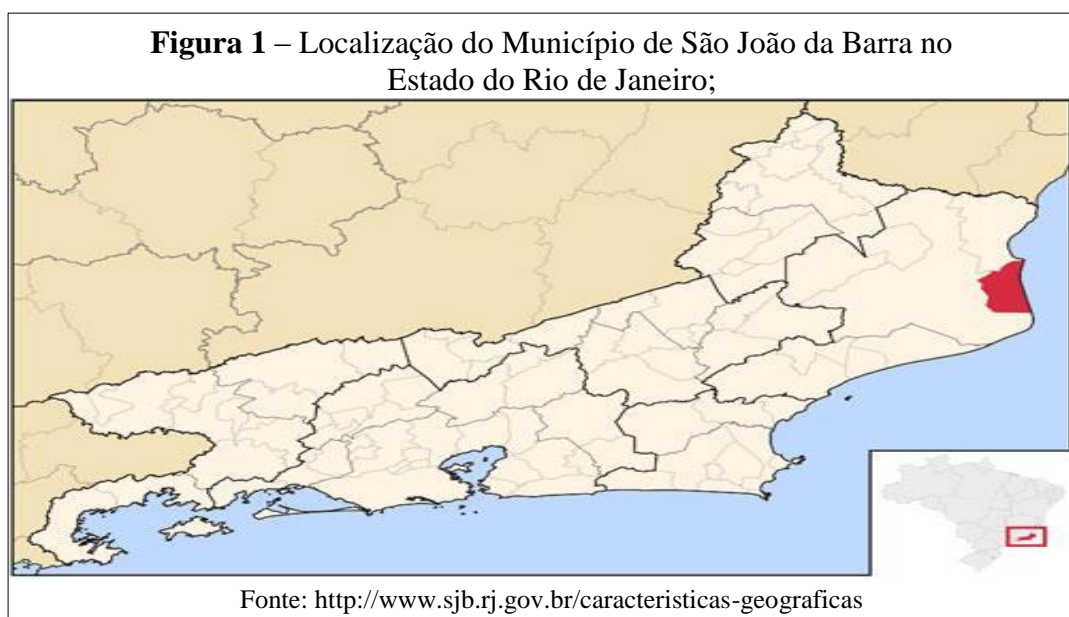 Figura 1 – Localização do Município de São João da Barra no
Estado do Rio de Janeiro;
Fonte: http://www.sjb.rj.gov.br/caracteristicas-geograficas